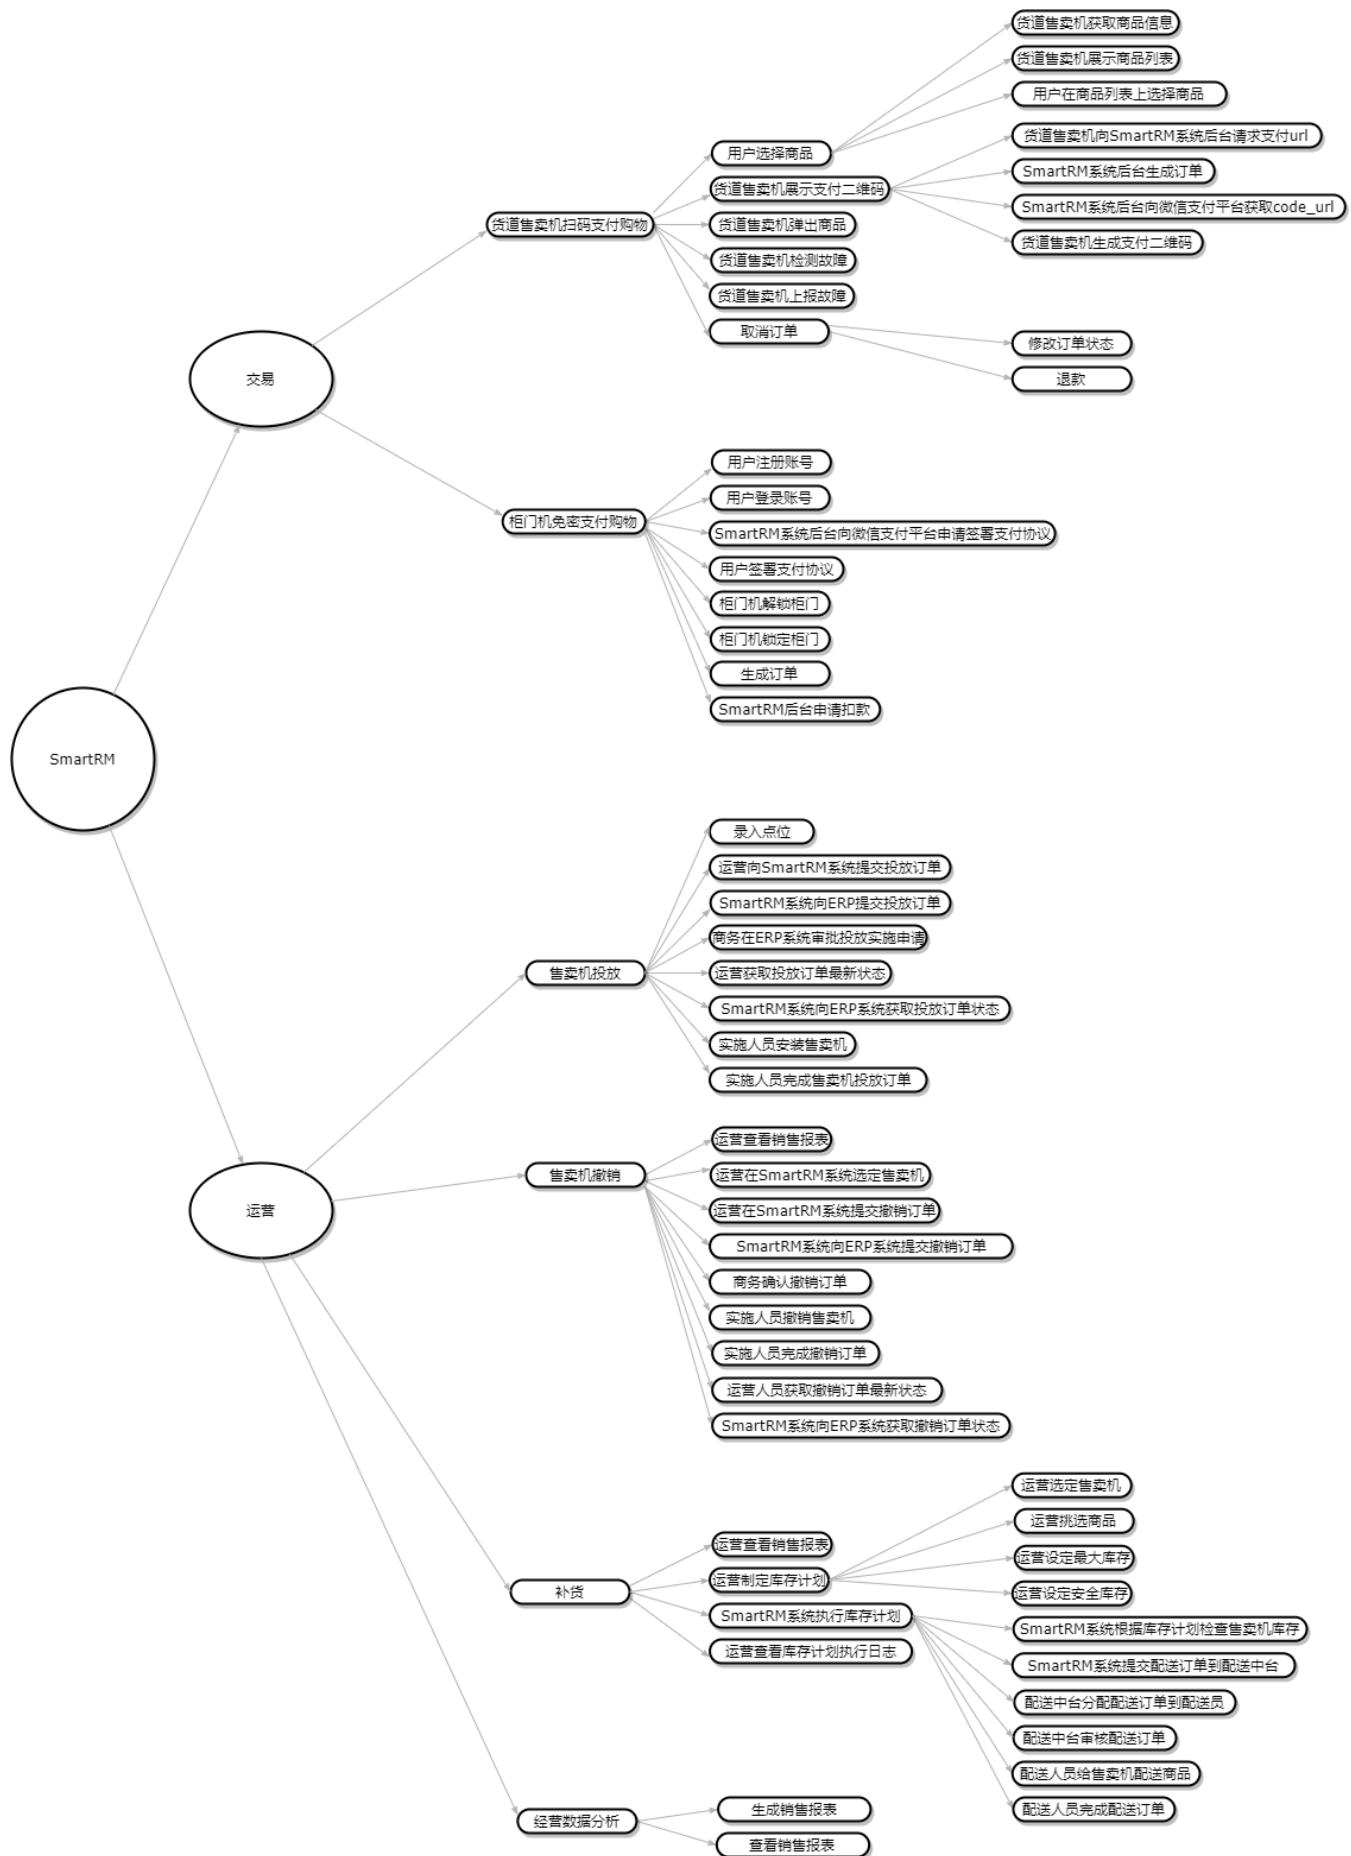 SmartRM
交易
货道售卖机扫码支付购物
用户选择商品
货道售卖机获取商品信息
货道售卖机展示商品列表
用户在商品列表上选择商品
货道售卖机展示支付二维码
货道售卖机向SmartRM系统后台请求支付url
SmartRM系统后台生成订单
SmartRM系统后台向微信支付平台获取code_url
货道售卖机生成支付二维码
货道售卖机弹出商品
货道售卖机检测故障
货道售卖机上报故障
取消订单
修改订单状态
退款
柜门机免密支付购物
用户注册账号
用户登录账号
SmartRM系统后台向微信支付平台申请签署支付协议
用户签署支付协议
柜门机解锁柜门
柜门机锁定柜门
生成订单
SmartRM后台申请扣款
运营
售卖机投放
录入点位
运营向SmartRM系统提交投放订单
SmartRM系统向ERP提交投放订单
商务在ERP系统审批投放实施申请
运营获取投放订单最新状态
SmartRM系统向ERP系统获取投放订单状态
实施人员安装售卖机
实施人员完成售卖机投放订单
售卖机撤销
运营查看销售报表
运营在SmartRM系统选定售卖机
运营在SmartRM系统提交撤销订单
SmartRM系统向ERP系统提交撤销订单
商务确认撤销订单
实施人员撤销售卖机
实施人员完成撤销订单
运营人员获取撤销订单最新状态
SmartRM系统向ERP系统获取撤销订单状态
补货
运营查看销售报表
运营制定库存计划
运营选定售卖机
运营挑选商品
运营设定最大库存
运营设定安全库存
SmartRM系统执行库存计划
SmartRM系统根据库存计划检查售卖机库存
SmartRM系统提交配送订单到配送中台
配送中台分配配送订单到配送员
配送中台审核配送订单
配送人员给售卖机配送商品
配送人员完成配送订单
运营查看库存计划执行日志
经营数据分析
生成销售报表
查看销售报表